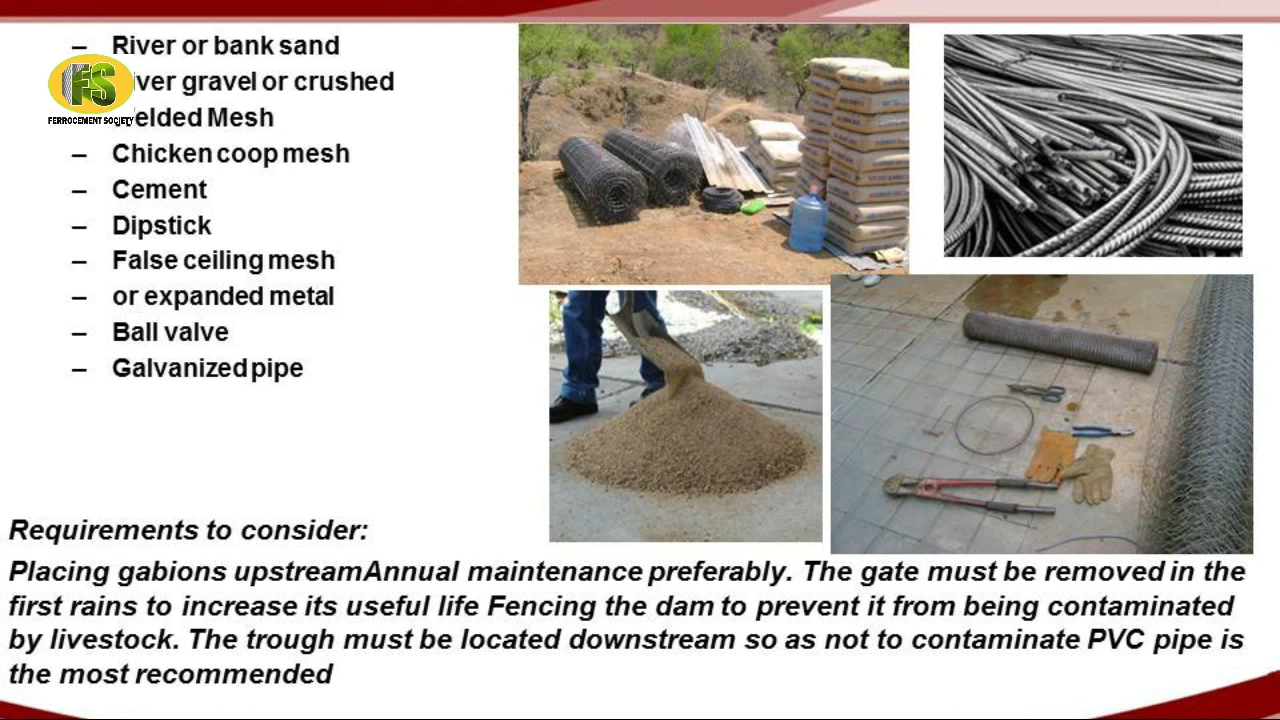 – River or bank sand
iver gravel or crushed
elded Mesh
– Chicken coop mesh
– Cement
– Dipstick
– False ceiling mesh
– or expanded metal
– Ball valve
– Galvanized pipe
FS
FERROCEMENT SOCIETY
Requirements to consider:
Placing gabions upstreamAnnual maintenance preferably. The gate must be removed in the
first rains to increase its useful life Fencing the dam to prevent it from being contaminated
by livestock. The trough must be located downstream so as not to contaminate PVC pipe is
the most recommended